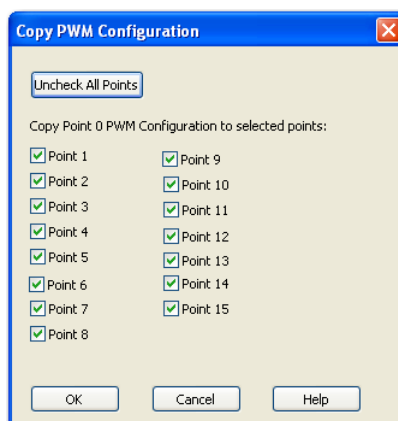 Copy PWM Configuration
Uncheck All Points
Copy Point 0 PWM Configuration to selected points:
Point 1
Point 2
Point 3
Point 4
Point 5
Point 6
Point 7
Point 8
Point 9
Point 10
Point 11
Point 12
Point 13
Point 14
Point 15
OK
Cancel
Help